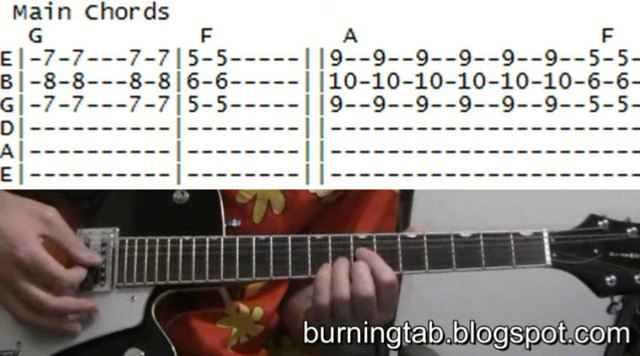 Main Chords
G F A F
E|-7-7---7-7|5-5-----||9--9--9--9--9--9--5-5-
B|-8-8---8-8|6-6-----||10-10-10-10-10-10-6-6-
G|-7-7---7-7|5-5-----||9--9--9--9--9--9--5-5-
D|----------|--------||----------------------
A|----------|--------||----------------------
E|----------|--------||----------------------
burningtab.blogspot.com